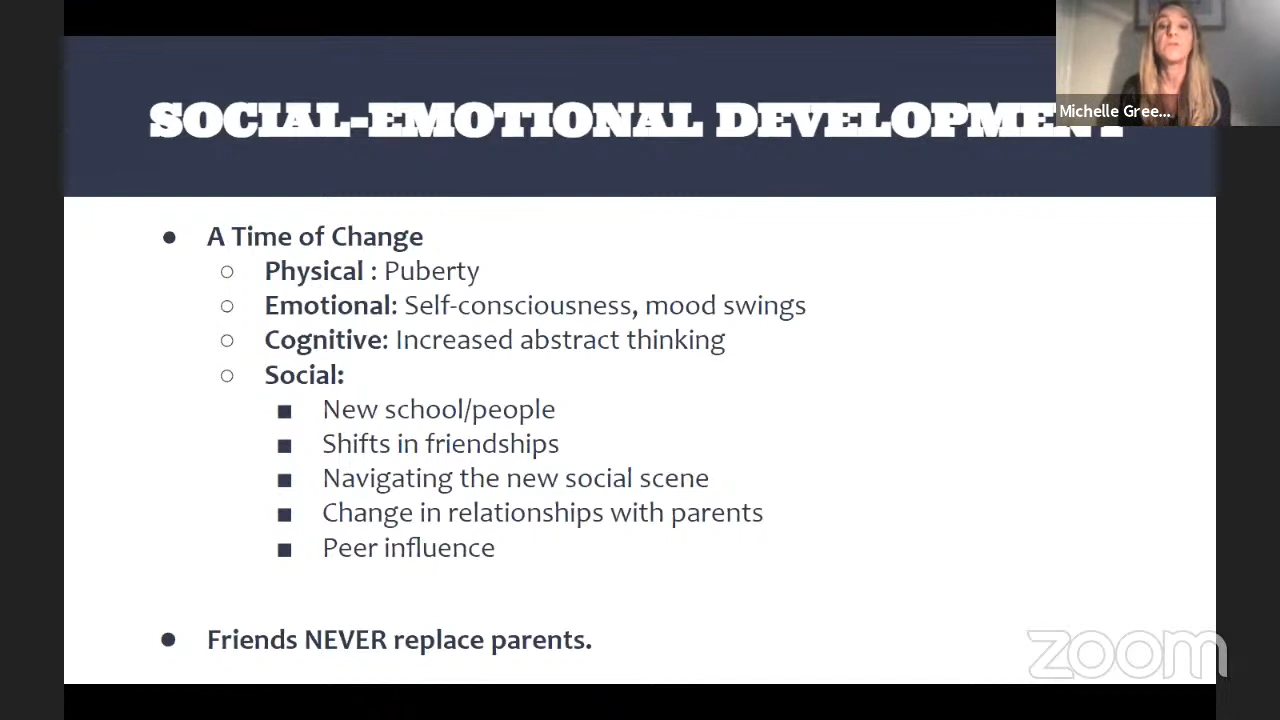 SOCIAL-EMOTIONAL DEVELOPMENT
Michelle Gree...
● A Time of Change
○ Physical : Puberty
○ Emotional: Self-consciousness, mood swings
○ Cognitive: Increased abstract thinking
○ Social:
■ New school/people
■ Shifts in friendships
■ Navigating the new social scene
■ Change in relationships with parents
■ Peer influence
● Friends NEVER replace parents.
zoom